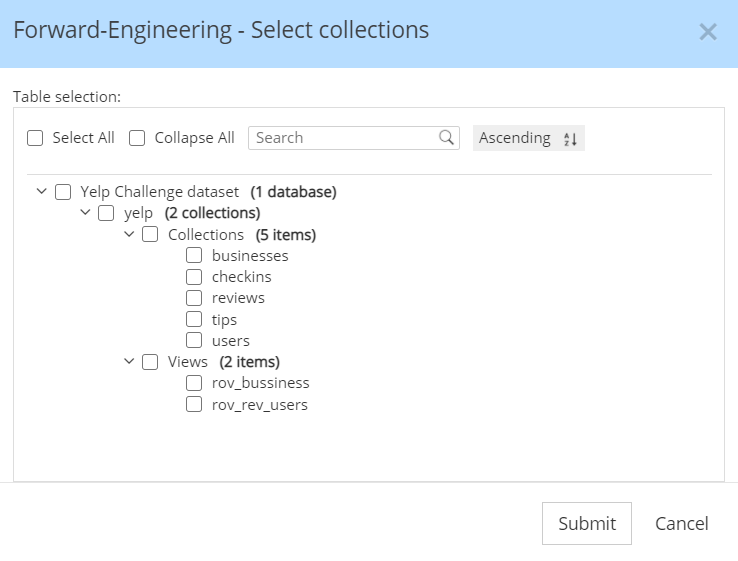 Forward-Engineering - Select collections
Table selection:
Select All Collapse All Search Ascending
Yelp Challenge dataset (1 database)
yelp (2 collections)
Collections (5 items)
businesses
checkins
reviews
tips
users
Views (2 items)
rov_bussiness
rov_rev_users
Submit Cancel